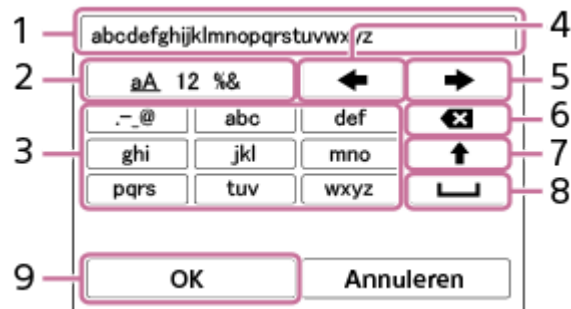 1 abcdefghijklmnopqrstuvwxyz 4
2 aA 12 %& 5
.-_@ abc def 6
3 ghi jkl mno 7
pqrs tuv wxyz 8
9 OK Annuleren